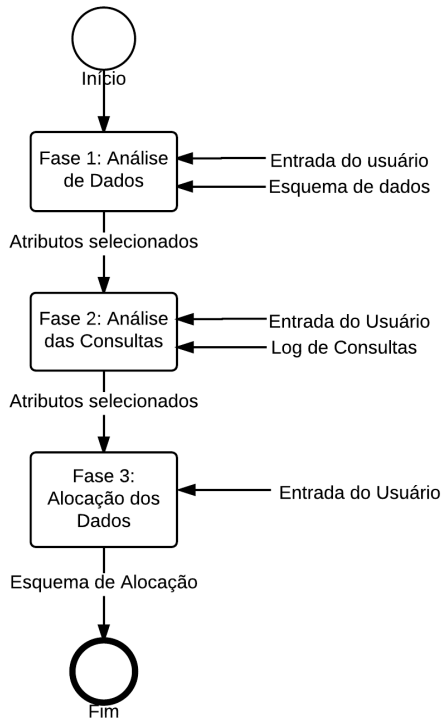 Início
Fase 1: Análise
de Dados
Entrada do usuário
Esquema de dados
Atributos selecionados
Fase 2: Análise
das Consultas
Entrada do Usuário
Log de Consultas
Atributos selecionados
Fase 3:
Alocação dos
Dados
Entrada do Usuário
Esquema de Alocação
Fim